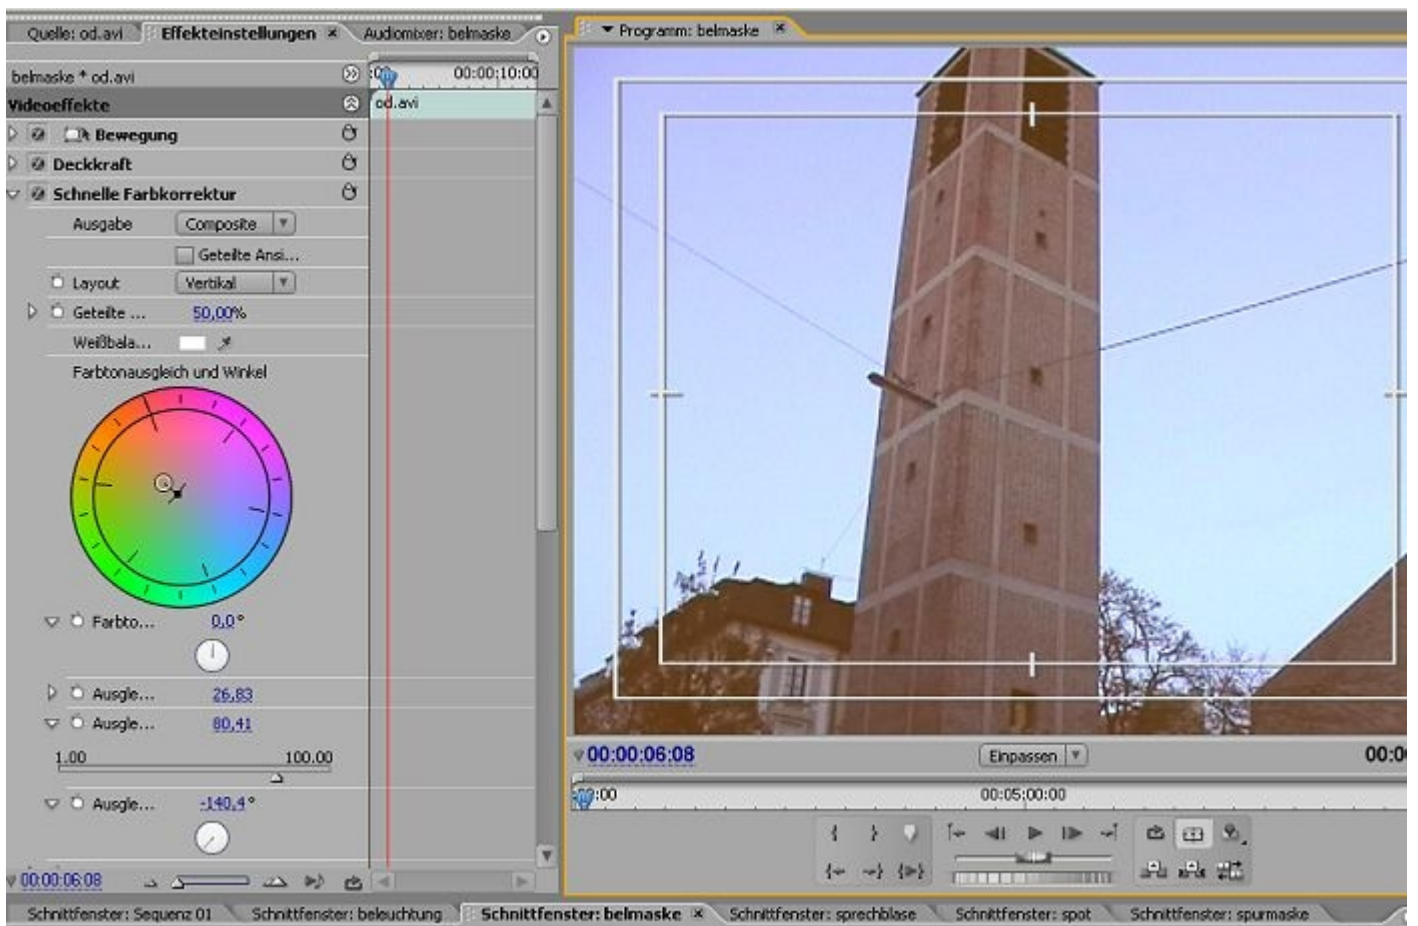 Quelle: od.avi Effekteinstellungen Audiomixer: belmaske
belmaske * od.avi
00:00:10:00
Videoeffekte
od.avi
Bewegung
Deckkraft
Schnelle Farbkorrektur
Ausgabe Composite
Geteilte Ansi...
Layout Vertikal
Geteilte ... 50,00%
Weißbala...
Farbtonausgleich und Winkel
Farbto... 0,0°
Ausgle... 26,83
Ausgle... 80,41
1.00 100.00
Ausgle... -140,4°
00:00:06:08
Programm: belmaske
00:00:06:08 Einpassen 00:0
:00 00:05:00:00
Schnittfenster: Sequenz 01 Schnittfenster: beleuchtung Schnittfenster: belmaske Schnittfenster: sprechblase Schnittfenster: spot Schnittfenster: spurmaske